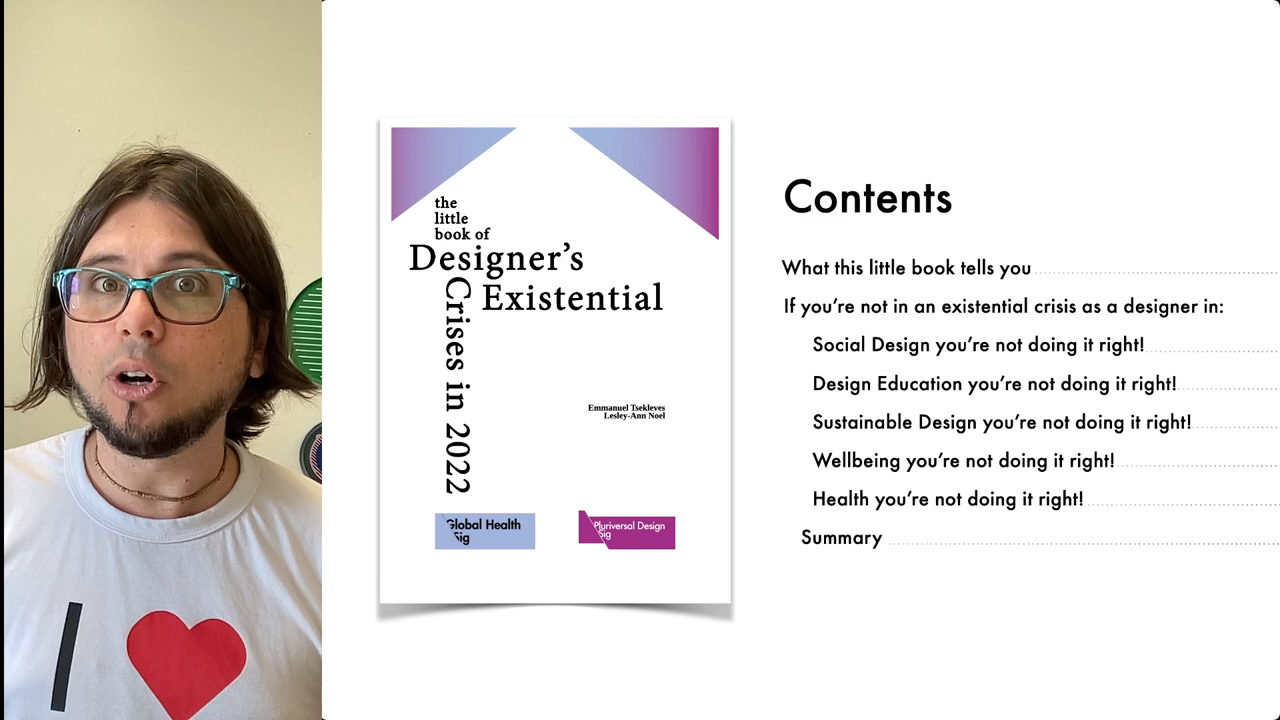 I
the
little
book of
Designer’s
Existential
Crises in 2022
Emmanuel Tsekleves
Lesley-Ann Noel
Global Health
Sig
Pluriversal Design
Sig
Contents
What this little book tells you
If you’re not in an existential crisis as a designer in:
Social Design you’re not doing it right!
Design Education you’re not doing it right!
Sustainable Design you’re not doing it right!
Wellbeing you’re not doing it right!
Health you’re not doing it right!
Summary